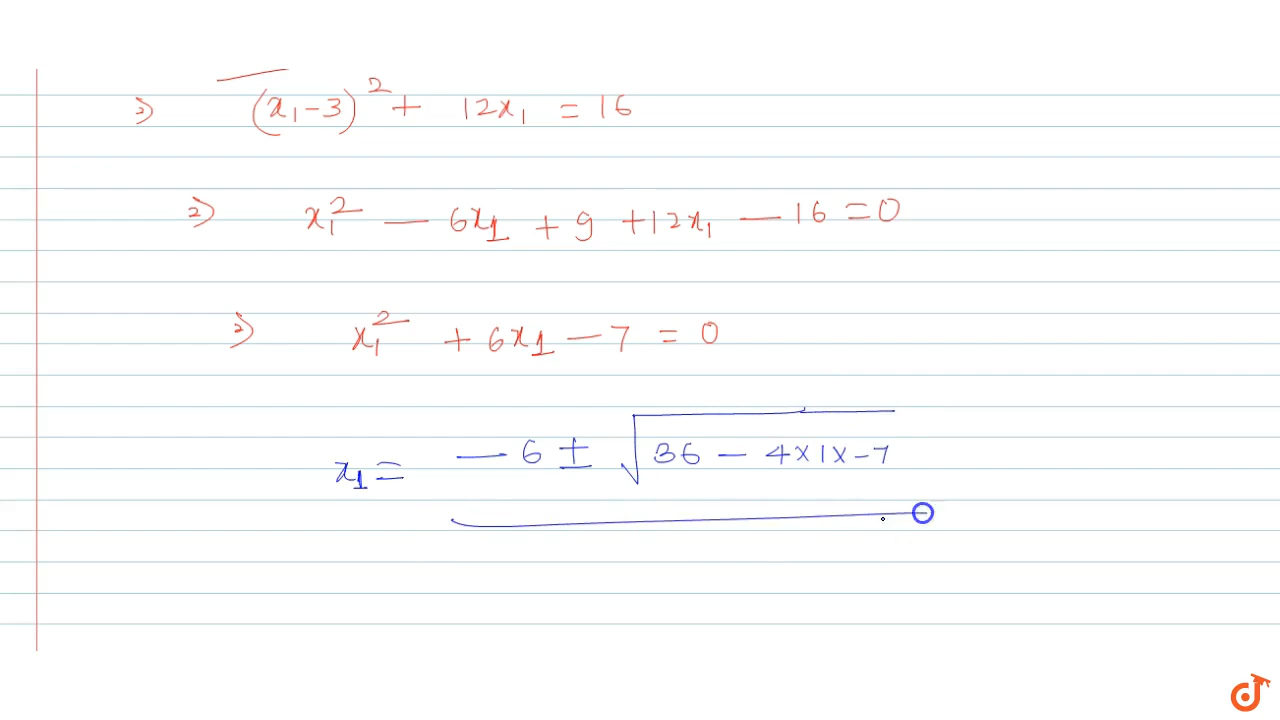 ⇒ (x₁-3)² + 12x₁ = 16
⇒ x₁² - 6x₁ + 9 + 12x₁ - 16 = 0
⇒ x₁² + 6x₁ - 7 = 0
x₁ = -6 ± √36 - 4×1×-7